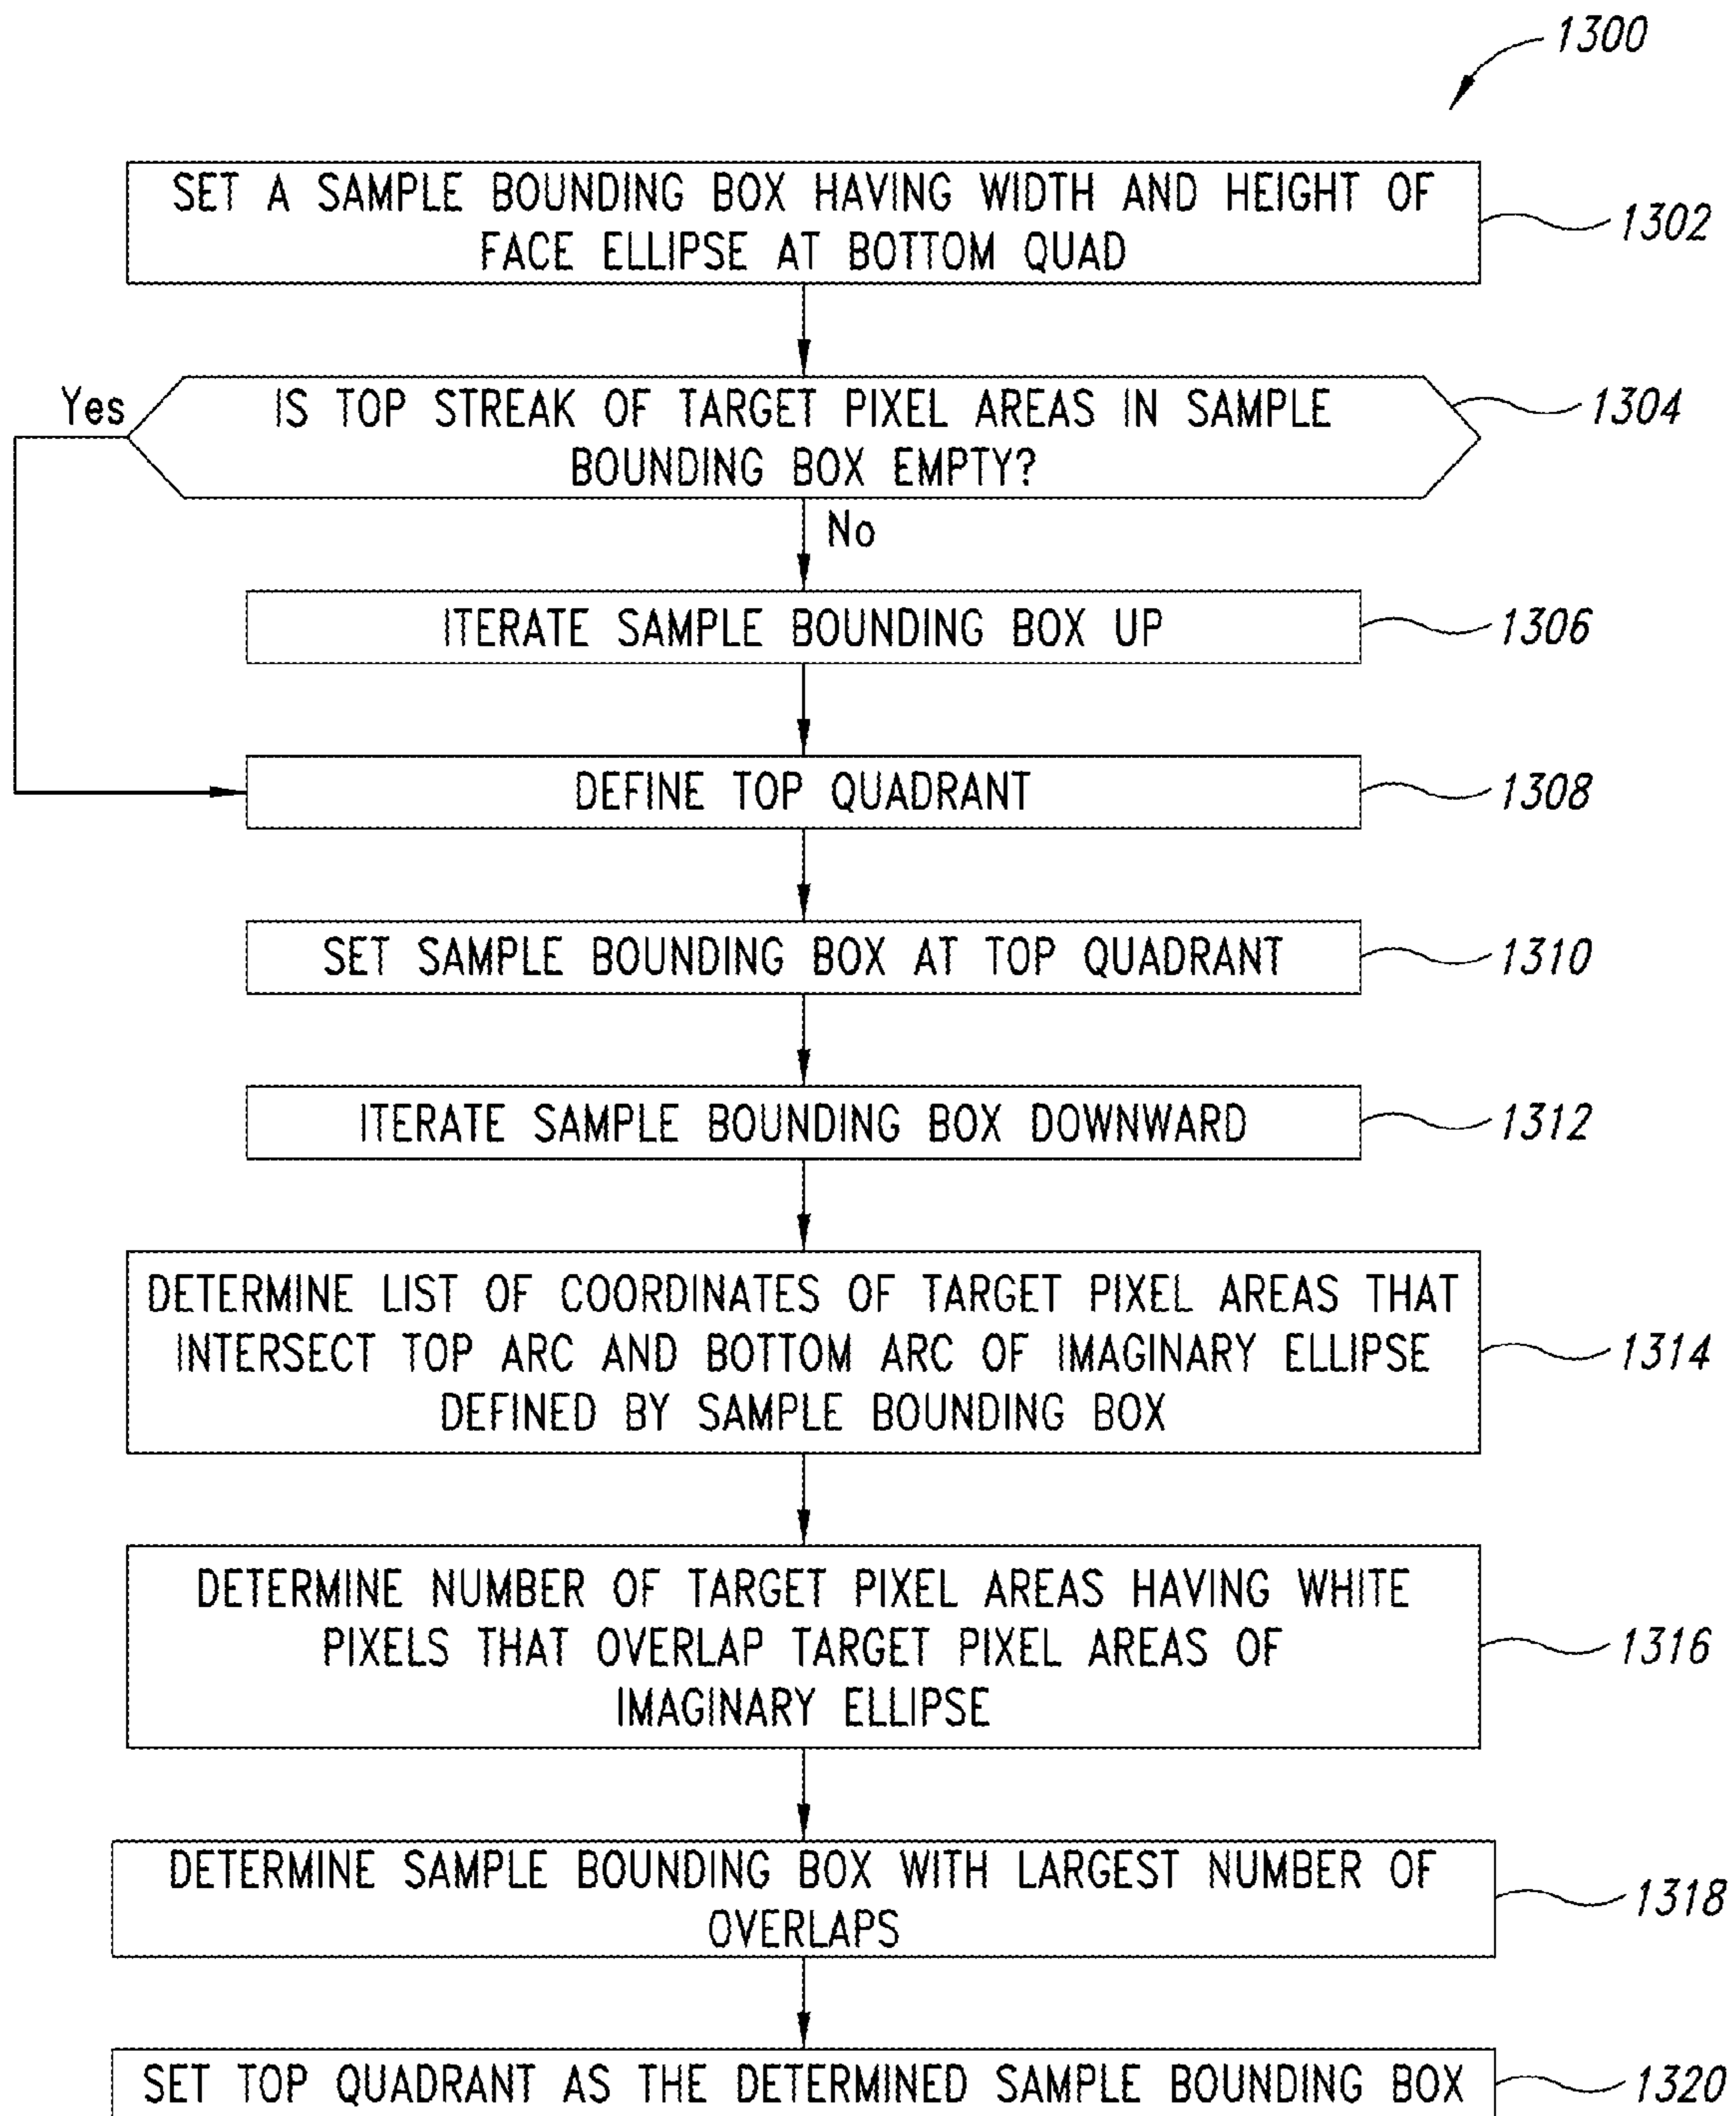 1300
SET A SAMPLE BOUNDING BOX HAVING WIDTH AND HEIGHT OF
FACE ELLIPSE AT BOTTOM QUAD
1302
Yes
IS TOP STREAK OF TARGET PIXEL AREAS IN SAMPLE
BOUNDING BOX EMPTY?
1304
No
ITERATE SAMPLE BOUNDING BOX UP
1306
DEFINE TOP QUADRANT
1308
SET SAMPLE BOUNDING BOX AT TOP QUADRANT
1310
ITERATE SAMPLE BOUNDING BOX DOWNWARD
1312
DETERMINE LIST OF COORDINATES OF TARGET PIXEL AREAS THAT
INTERSECT TOP ARC AND BOTTOM ARC OF IMAGINARY ELLIPSE
DEFINED BY SAMPLE BOUNDING BOX
1314
DETERMINE NUMBER OF TARGET PIXEL AREAS HAVING WHITE
PIXELS THAT OVERLAP TARGET PIXEL AREAS OF
IMAGINARY ELLIPSE
1316
DETERMINE SAMPLE BOUNDING BOX WITH LARGEST NUMBER OF
OVERLAPS
1318
SET TOP QUADRANT AS THE DETERMINED SAMPLE BOUNDING BOX
1320